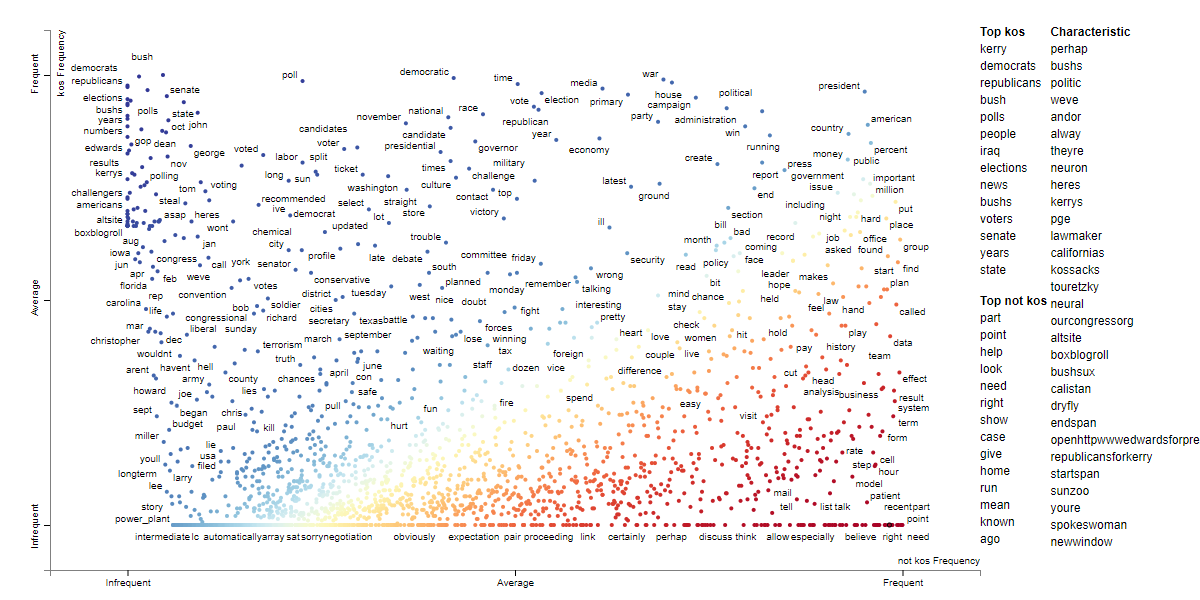 kos Frequency
Frequent
Average
Infrequent
bush
democrats
republicans
poll
democratic
time
media
war
president
senate
elections
bushs
polls
state
years
oct john
numbers
november
national
race
vote
election
primary
house
campaign
political
party
administration
american
republican
year
candidates
candidate
win
country
edwards
gop dean
voter
presidential
governor
economy
running
george
voted
labor
split
military
create
press
money
percent
public
results
nov
kerrys
polling
long
sun
ticket
times
challenge
report
government
important
tom
voting
washington
culture
latest
issue
million
challengers
steal
recommended
select
straight
contact
top
ground
end
including
americans
asap
heres
ive
democrat
lot
store
victory
section
night
hard
put
altsite
wont
updated
ill
bill
bad
place
boxblogroll
chemical
aug
jan
city
trouble
month
coming
record
job
office
asked
found
group
iowa
congress
profile
late
debate
committee
friday
security
read
policy
face
jun
call
york
senator
south
wrong
leader
makes
start
find
apr
feb
weve
conservative
planned
remember
bit
hope
plan
florida
votes
monday
talking
mind
chance
held
law
carolina
rep
convention
district
tuesday
west
nice
doubt
interesting
stay
feel
hand
called
life
bob
soldier
cities
fight
pretty
congressional
richard
secretary
texas
battle
forces
check
mar
liberal
sunday
heart
love
women
hit
hold
play
christopher
dec
march
september
lose
winning
data
terrorism
waiting
tax
foreign
couple
live
pay
history
wouldnt
truth
june
team
arent
havent
hell
april
staff
dozen
vice
difference
cut
head
effect
army
county
chances
con
howard
joe
lies
safe
analysis
business
result
pull
fun
fire
spend
easy
system
sept
began
chris
visit
budget
paul
kill
hurt
term
miller
lie
form
usa
rate
youll
filed
step
cell
longterm
larry
hour
lee
model
mail
patient
story
tell
list
talk
recent
part
power_plant
point
intermediate
lc
automatically
array
sat
sorry
negotiation
obviously
expectation
pair
proceeding
link
certainly
perhap
discuss
think
allow
especially
believe
right
need
not kos Frequency
Infrequent
Average
Frequent
Top kos
kerry
democrats
republicans
bush
polls
people
iraq
elections
news
bushs
voters
senate
years
state
Top not kos
part
point
help
look
need
right
show
case
give
home
run
mean
known
ago
Characteristic
perhap
bushs
politic
weve
andor
alway
theyre
neuron
heres
kerrys
pge
lawmaker
californias
kossacks
touretzky
neural
ourcongressorg
altsite
boxblogroll
bushsux
calistan
dryfly
endspan
openhttpwwwedwardsforpre
republicansforkerry
startspan
sunzoo
youre
spokeswoman
newwindow